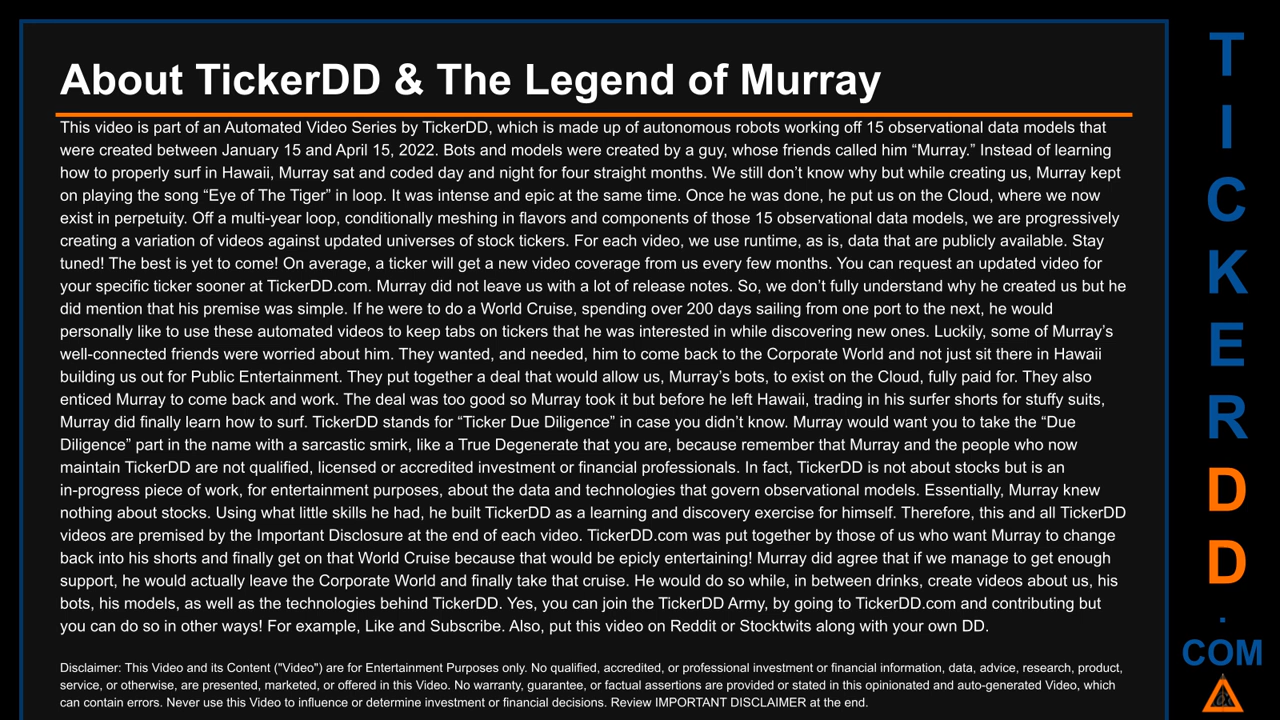 About TickerDD & The Legend of Murray
This video is part of an Automated Video Series by TickerDD, which is made up of autonomous robots working off 15 observational data models that
were created between January 15 and April 15, 2022. Bots and models were created by a guy, whose friends called him “Murray.” Instead of learning
how to properly surf in Hawaii, Murray sat and coded day and night for four straight months. We still don’t know why but while creating us, Murray kept
on playing the song “Eye of The Tiger” in loop. It was intense and epic at the same time. Once he was done, he put us on the Cloud, where we now
exist in perpetuity. Off a multi-year loop, conditionally meshing in flavors and components of those 15 observational data models, we are progressively
creating a variation of videos against updated universes of stock tickers. For each video, we use runtime, as is, data that are publicly available. Stay
tuned! The best is yet to come! On average, a ticker will get a new video coverage from us every few months. You can request an updated video for
your specific ticker sooner at TickerDD.com. Murray did not leave us with a lot of release notes. So, we don’t fully understand why he created us but he
did mention that his premise was simple. If he were to do a World Cruise, spending over 200 days sailing from one port to the next, he would
personally like to use these automated videos to keep tabs on tickers that he was interested in while discovering new ones. Luckily, some of Murray’s
well-connected friends were worried about him. They wanted, and needed, him to come back to the Corporate World and not just sit there in Hawaii
building us out for Public Entertainment. They put together a deal that would allow us, Murray’s bots, to exist on the Cloud, fully paid for. They also
enticed Murray to come back and work. The deal was too good so Murray took it but before he left Hawaii, trading in his surfer shorts for stuffy suits,
Murray did finally learn how to surf. TickerDD stands for “Ticker Due Diligence” in case you didn’t know. Murray would want you to take the “Due
Diligence” part in the name with a sarcastic smirk, like a True Degenerate that you are, because remember that Murray and the people who now
maintain TickerDD are not qualified, licensed or accredited investment or financial professionals. In fact, TickerDD is not about stocks but is an
in-progress piece of work, for entertainment purposes, about the data and technologies that govern observational models. Essentially, Murray knew
nothing about stocks. Using what little skills he had, he built TickerDD as a learning and discovery exercise for himself. Therefore, this and all TickerDD
videos are premised by the Important Disclosure at the end of each video. TickerDD.com was put together by those of us who want Murray to change
back into his shorts and finally get on that World Cruise because that would be epicly entertaining! Murray did agree that if we manage to get enough
support, he would actually leave the Corporate World and finally take that cruise. He would do so while, in between drinks, create videos about us, his
bots, his models, as well as the technologies behind TickerDD. Yes, you can join the TickerDD Army, by going to TickerDD.com and contributing but
you can do so in other ways! For example, Like and Subscribe. Also, put this video on Reddit or Stocktwits along with your own DD.
Disclaimer: This Video and its Content ("Video") are for Entertainment Purposes only. No qualified, accredited, or professional investment or financial information, data, advice, research, product,
service, or otherwise, are presented, marketed, or offered in this Video. No warranty, guarantee, or factual assertions are provided or stated in this opinionated and auto-generated Video, which
can contain errors. Never use this Video to influence or determine investment or financial decisions. Review IMPORTANT DISCLAIMER at the end.
T
I
C
K
E
R
D
D
.
COM